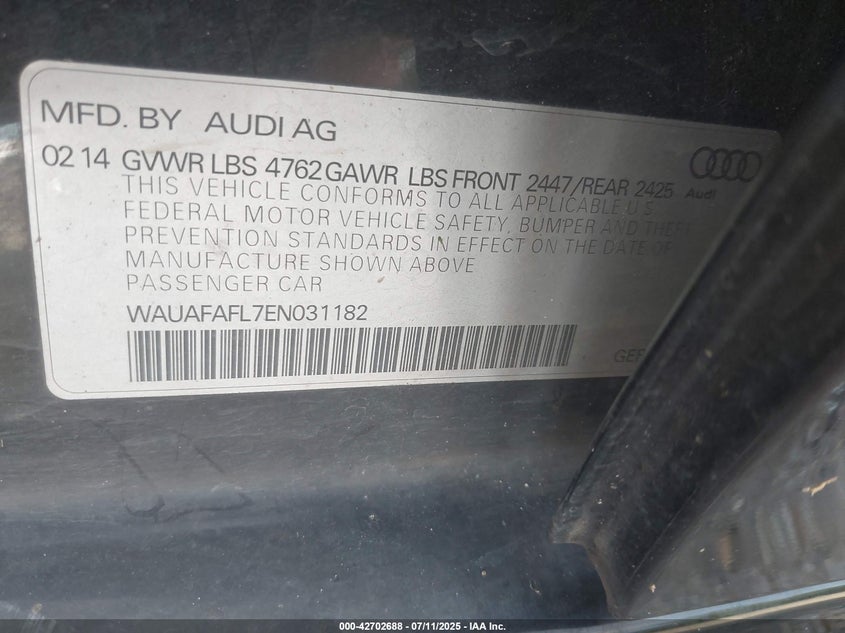 MFD. BY AUDI AG
02 14 GVWR LBS 4762 GAWR LBS FRONT 2447/REAR 2425
Audi
THIS VEHICLE CONFORMS TO ALL APPLICABLE U S
FEDERAL MOTOR VEHICLE SAFETY, BUMPER AND THEFT
PREVENTION STANDARDS IN EFFECT ON THE DATE OF
MANUFACTURE SHOWN ABOVE
PASSENGER CAR
WAUAFAFL7EN031182
000-42702688 - 07/11/2025 - IAA Inc.